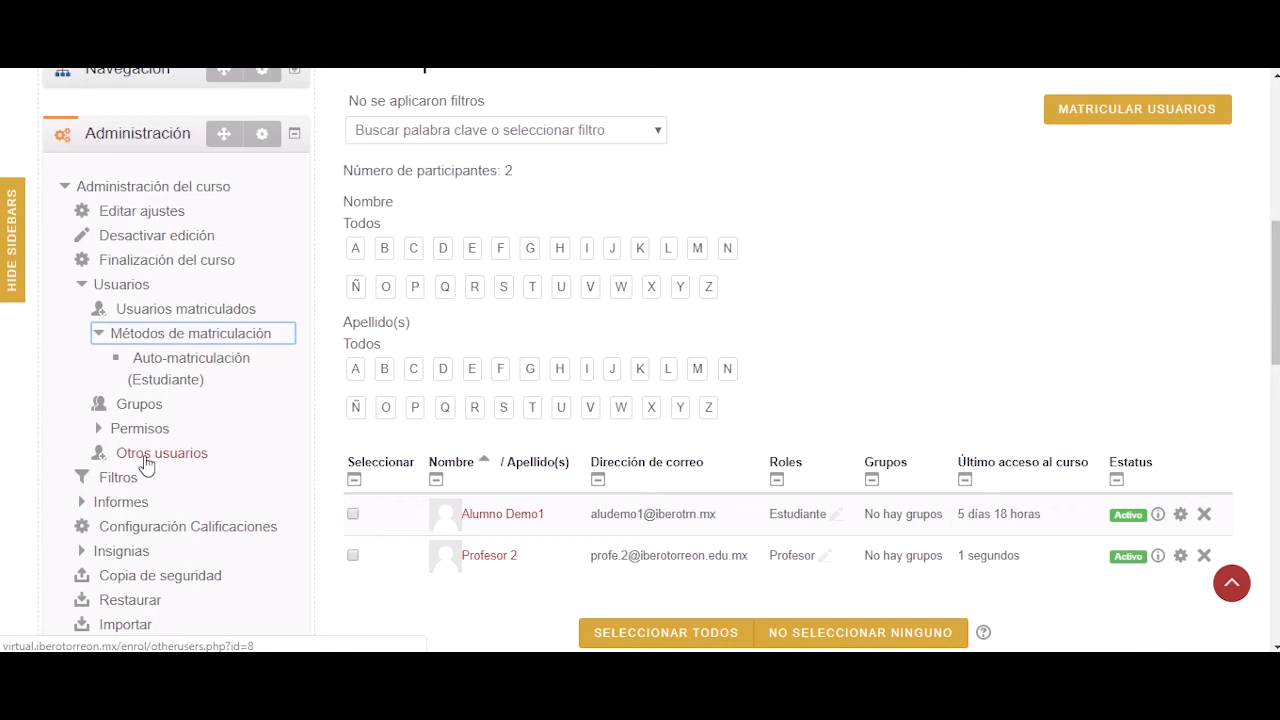 Navegación
Administración
HIDE SIDEBARS
Administración del curso
Editar ajustes
Desactivar edición
Finalización del curso
Usuarios
Usuarios matriculados
Métodos de matriculación
Auto-matriculación
(Estudiante)
Grupos
Permisos
Otros usuarios
Filtros
Informes
Configuración Calificaciones
Insignias
Copia de seguridad
Restaurar
Importar
virtual.iberotorreon.mx/enrol/otherusers.php?id=8
No se aplicaron filtros
MATRICULAR USUARIOS
Buscar palabra clave o seleccionar filtro
Número de participantes: 2
Nombre
Todos
A B C D E F G H I J K L M N
Ñ O P Q R S T U V W X Y Z
Apellido(s)
Todos
A B C D E F G H I J K L M N
Ñ O P Q R S T U V W X Y Z
Seleccionar Nombre / Apellido(s) Dirección de correo Roles Grupos Último acceso al curso Estatus
Alumno Demo1 aludemo1@iberotrn.mx Estudiante No hay grupos 5 días 18 horas Activo
Profesor 2 profe.2@iberotorreon.edu.mx Profesor No hay grupos 1 segundos Activo
SELECCIONAR TODOS NO SELECCIONAR NINGUNO